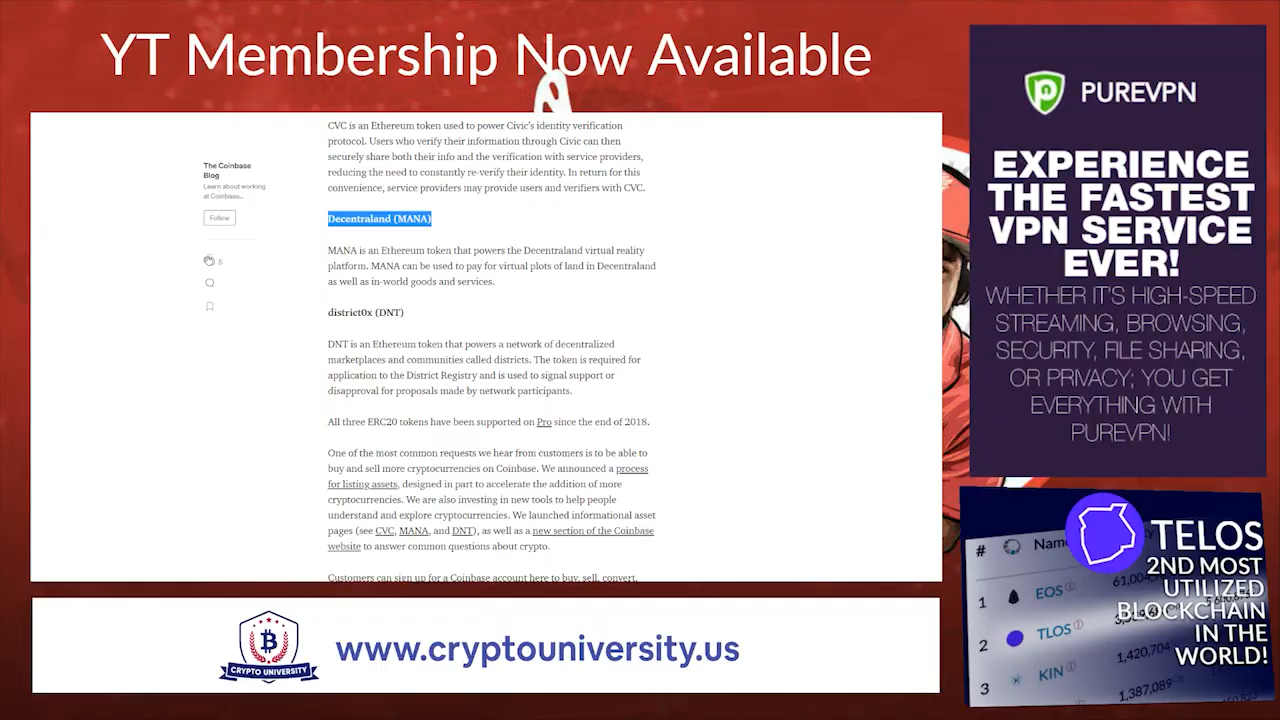 YT Membership Now Available
The Coinbase
Blog
Learn about working
at Coinbase...
Follow
5
CVC is an Ethereum token used to power Civic's identity verification
protocol. Users who verify their information through Civic can then
securely share both their info and the verification with service providers,
reducing the need to constantly re-verify their identity. In return for this
convenience, service providers may provide users and verifiers with CVC.
Decentraland (MANA)
MANA is an Ethereum token that powers the Decentraland virtual reality
platform. MANA can be used to pay for virtual plots of land in Decentraland
as well as in-world goods and services.
district0x (DNT)
DNT is an Ethereum token that powers a network of decentralized
marketplaces and communities called districts. The token is required for
application to the District Registry and is used to signal support or
disapproval for proposals made by network participants.
All three ERC20 tokens have been supported on Pro since the end of 2018.
One of the most common requests we hear from customers is to be able to
buy and sell more cryptocurrencies on Coinbase. We announced a process
for listing assets, designed in part to accelerate the addition of more
cryptocurrencies. We are also investing in new tools to help people
understand and explore cryptocurrencies. We launched informational asset
pages (see CVC, MANA, and DNT), as well as a new section of the Coinbase
website to answer common questions about crypto.
Customers can sign up for a Coinbase account here to buy, sell, convert,
CRYPTO UNIVERSITY
www.cryptouniversity.us
PUREVPN
EXPERIENCE
THE FASTEST
VPN SERVICE
EVER!
WHETHER IT'S HIGH-SPEED
STREAMING, BROWSING,
SECURITY, FILE SHARING,
OR PRIVACY; YOU GET
EVERYTHING WITH
PUREVPN!
TELOS
2ND MOST
UTILIZED
BLOCKCHAIN
IN THE
WORLD!
# Name
1 EOS
2 TLOS
3 KIN 1,420,704
1,387,089